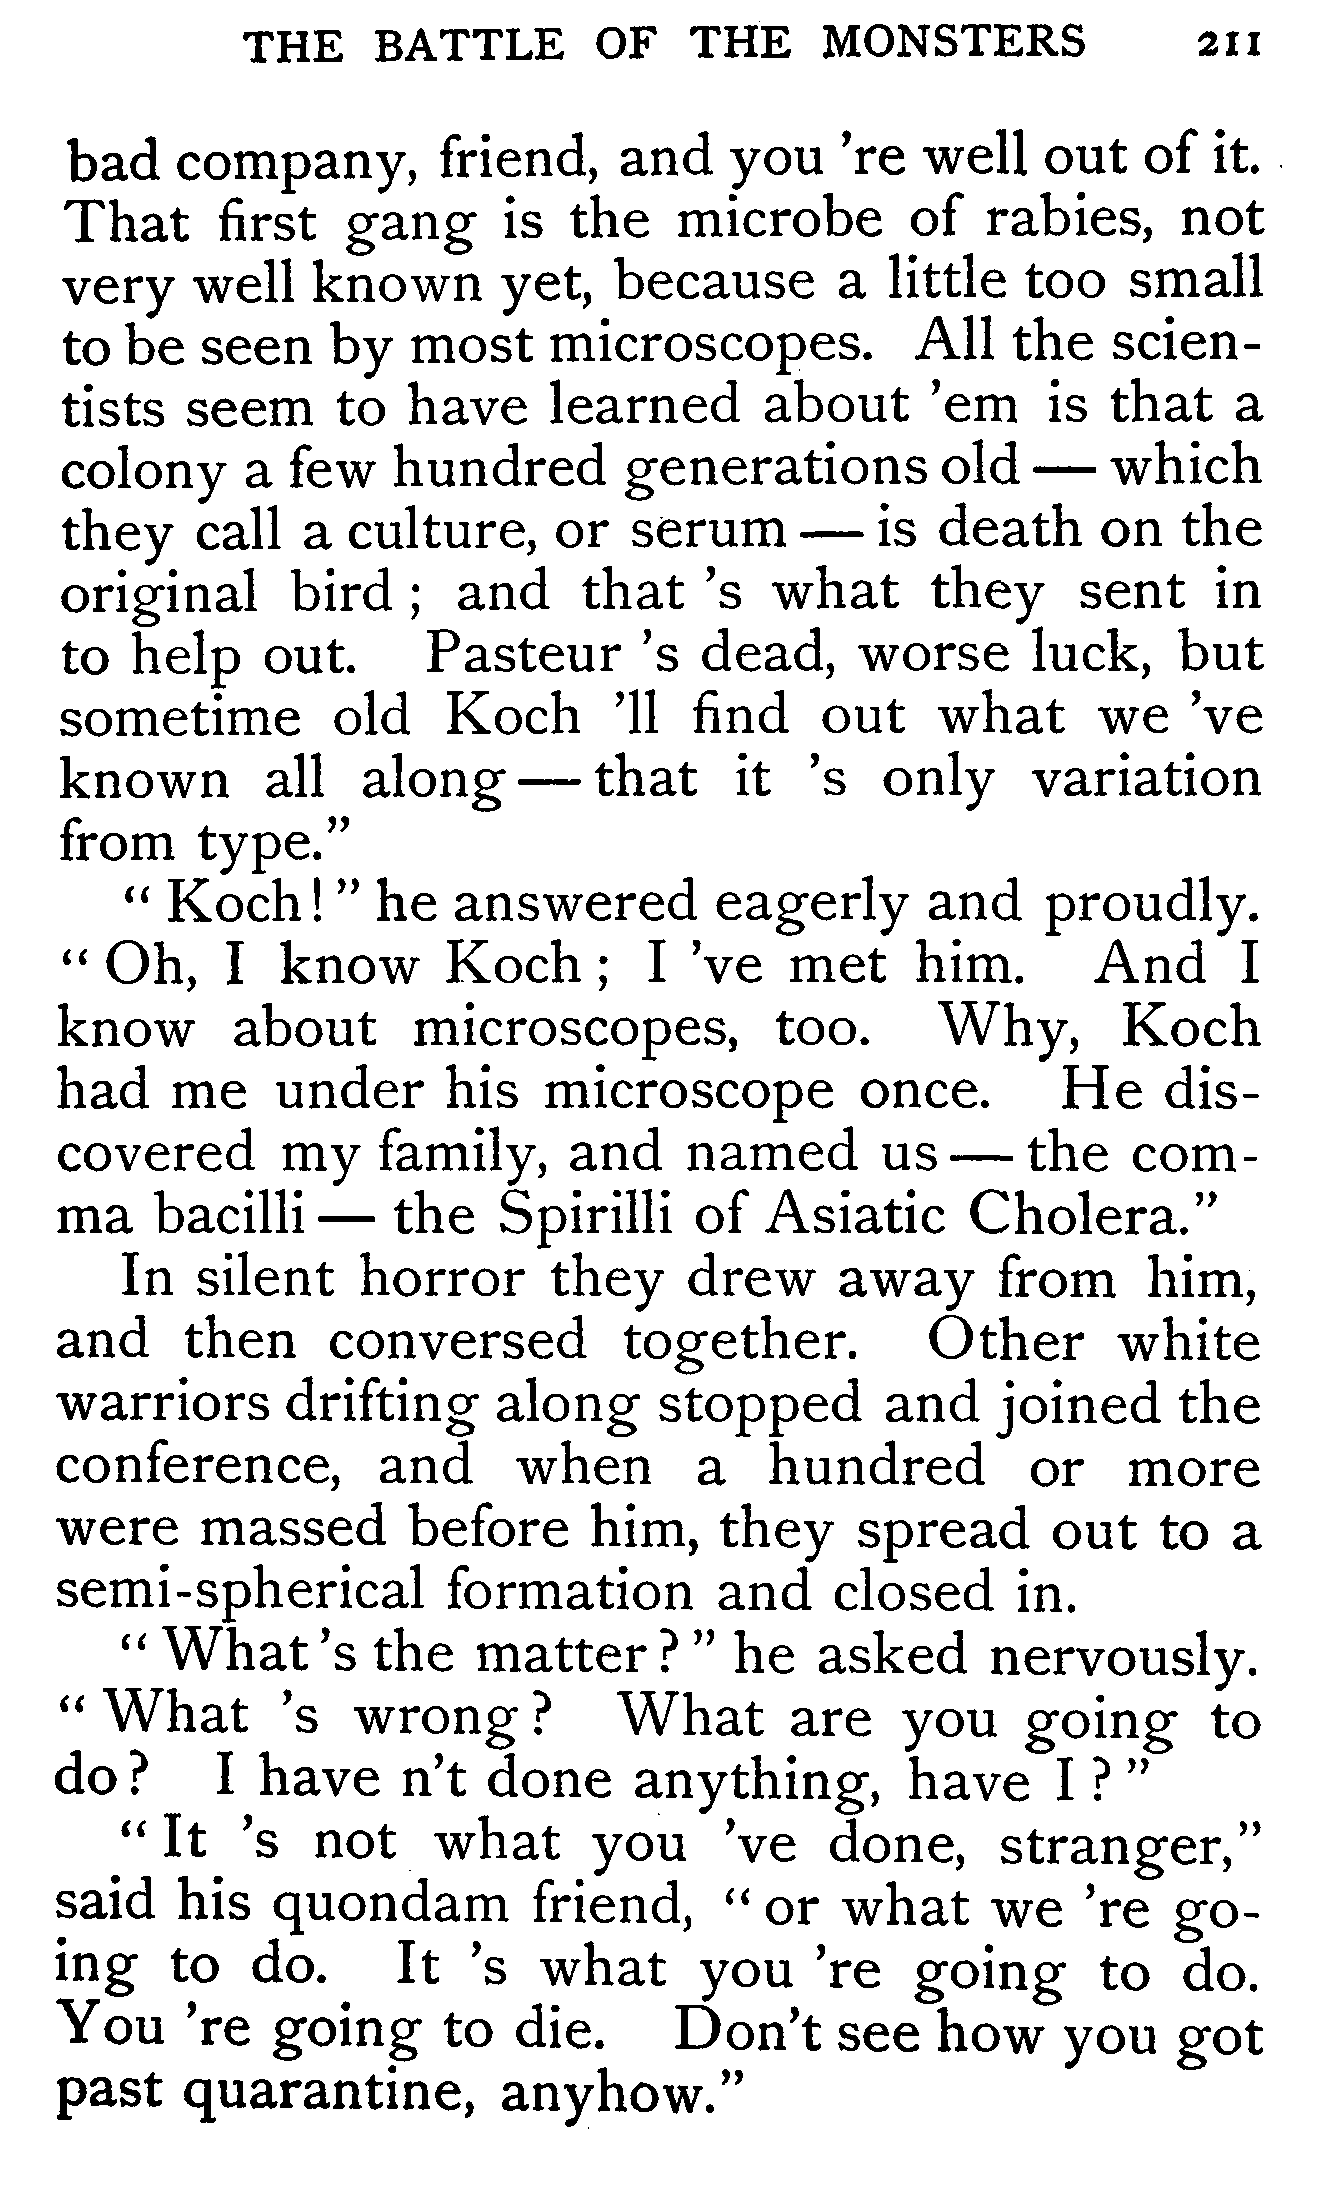 THE BATTLE OF THE MONSTERS 211
bad company, friend, and you 're well out of it.
That first gang is the microbe of rabies, not
very well known yet, because a little too small
to be seen by most microscopes. All the scien-
tists seem to have learned about 'em is that a
colony a few hundred generations old — which
they call a culture, or serum — is death on the
original bird ; and that 's what they sent in
to help out. Pasteur 's dead, worse luck, but
sometime old Koch 'll find out what we 've
known all along — that it 's only variation
from type.”
“ Koch! ” he answered eagerly and proudly.
“ Oh, I know Koch ; I 've met him. And I
know about microscopes, too. Why, Koch
had me under his microscope once. He dis-
covered my family, and named us — the com-
ma bacilli — the Spirilli of Asiatic Cholera.”
In silent horror they drew away from him,
and then conversed together. Other white
warriors drifting along stopped and joined the
conference, and when a hundred or more
were massed before him, they spread out to a
semi-spherical formation and closed in.
“ What 's the matter ? ” he asked nervously.
“ What 's wrong ? What are you going to
do ? I have n't done anything, have I ? ”
“ It 's not what you 've done, stranger,”
said his quondam friend, “ or what we 're go-
ing to do. It 's what you 're going to do.
You 're going to die. Don't see how you got
past quarantine, anyhow.”